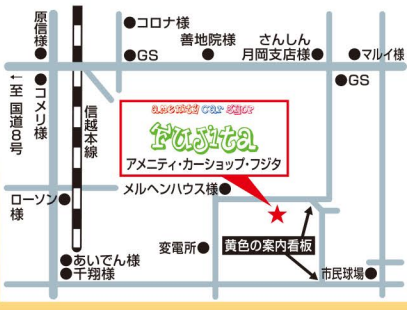 原信様
●コロナ様
●GS
善地院様
さんしん
月岡支店様●
●マルイ様
●GS
←至 国道8号
●コメリ様
信越本線
amenity car shop
Fujita
アメニティ・カーショップ・フジタ
メルヘンハウス様●
ローソン●
様
変電所●
黄色の案内看板
●あいでん様
●千翔様
市民球場●